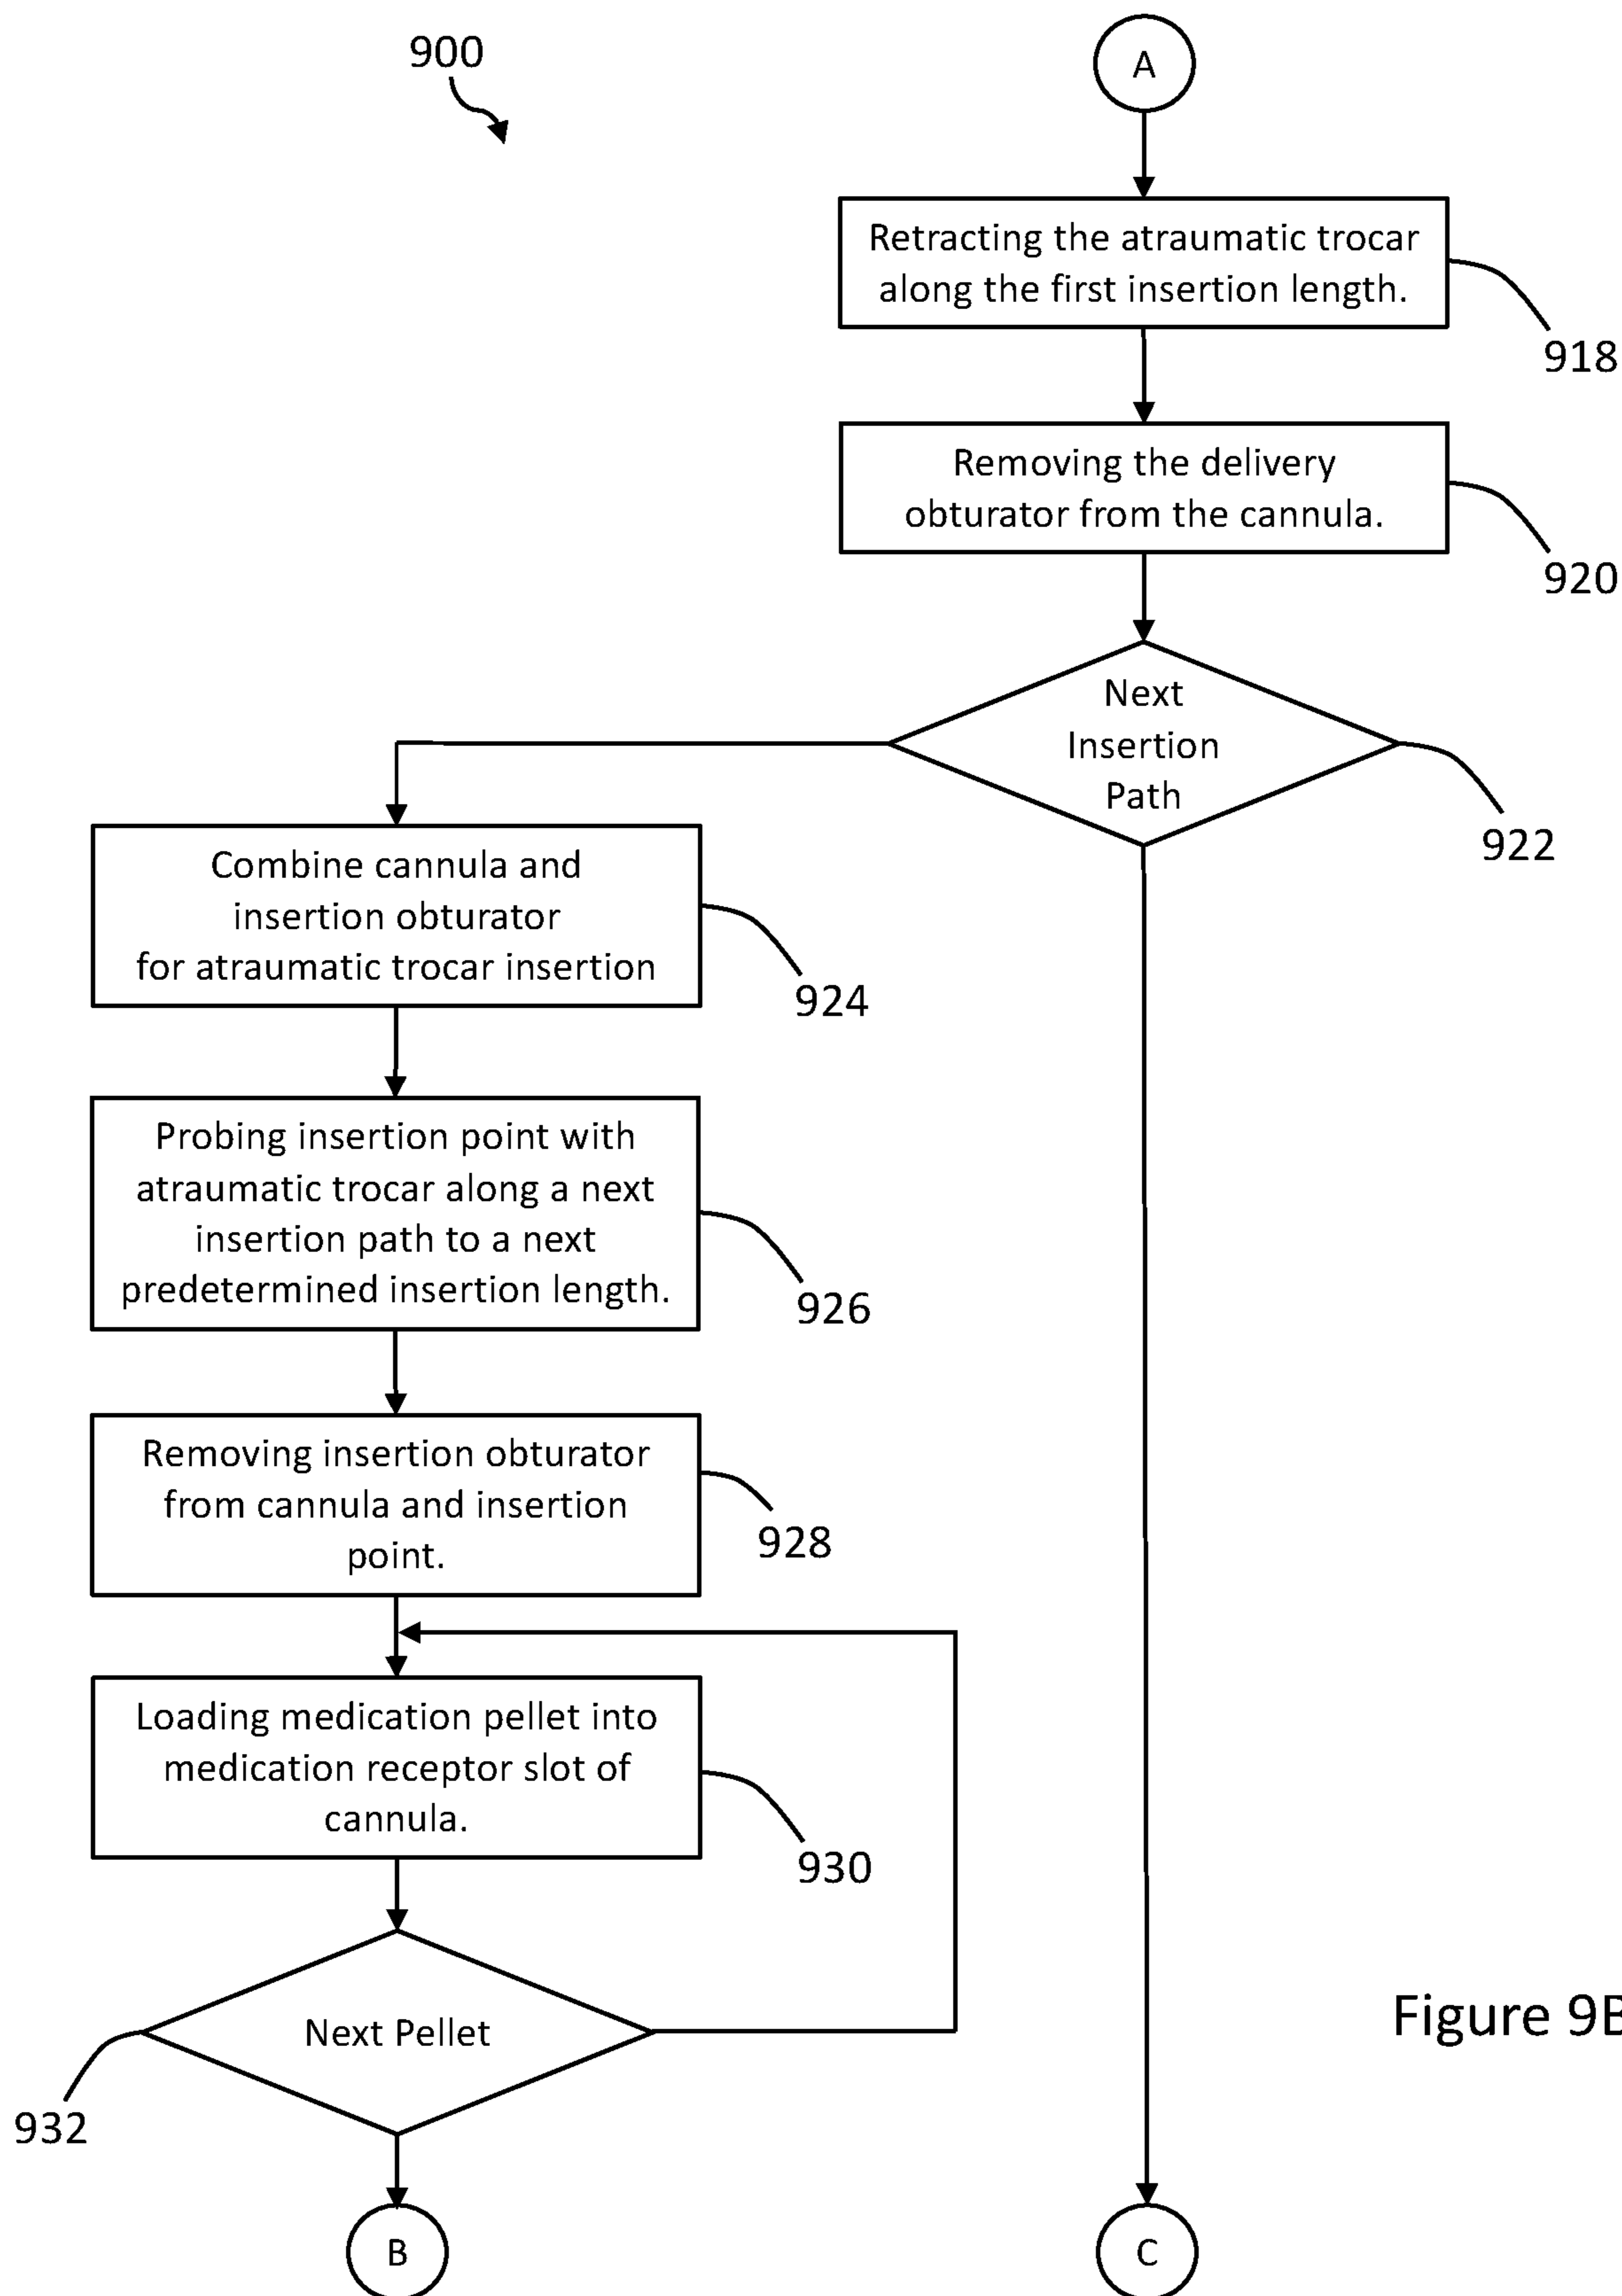 900
A
Retracting the atraumatic trocar
along the first insertion length.
918
Removing the delivery
obturator from the cannula.
920
Next
Insertion
Path
922
Combine cannula and
insertion obturator
for atraumatic trocar insertion
924
Probing insertion point with
atraumatic trocar along a next
insertion path to a next
predetermined insertion length.
926
Removing insertion obturator
from cannula and insertion
point.
928
Loading medication pellet into
medication receptor slot of
cannula.
930
Next Pellet
932
Figure 9B
B
C